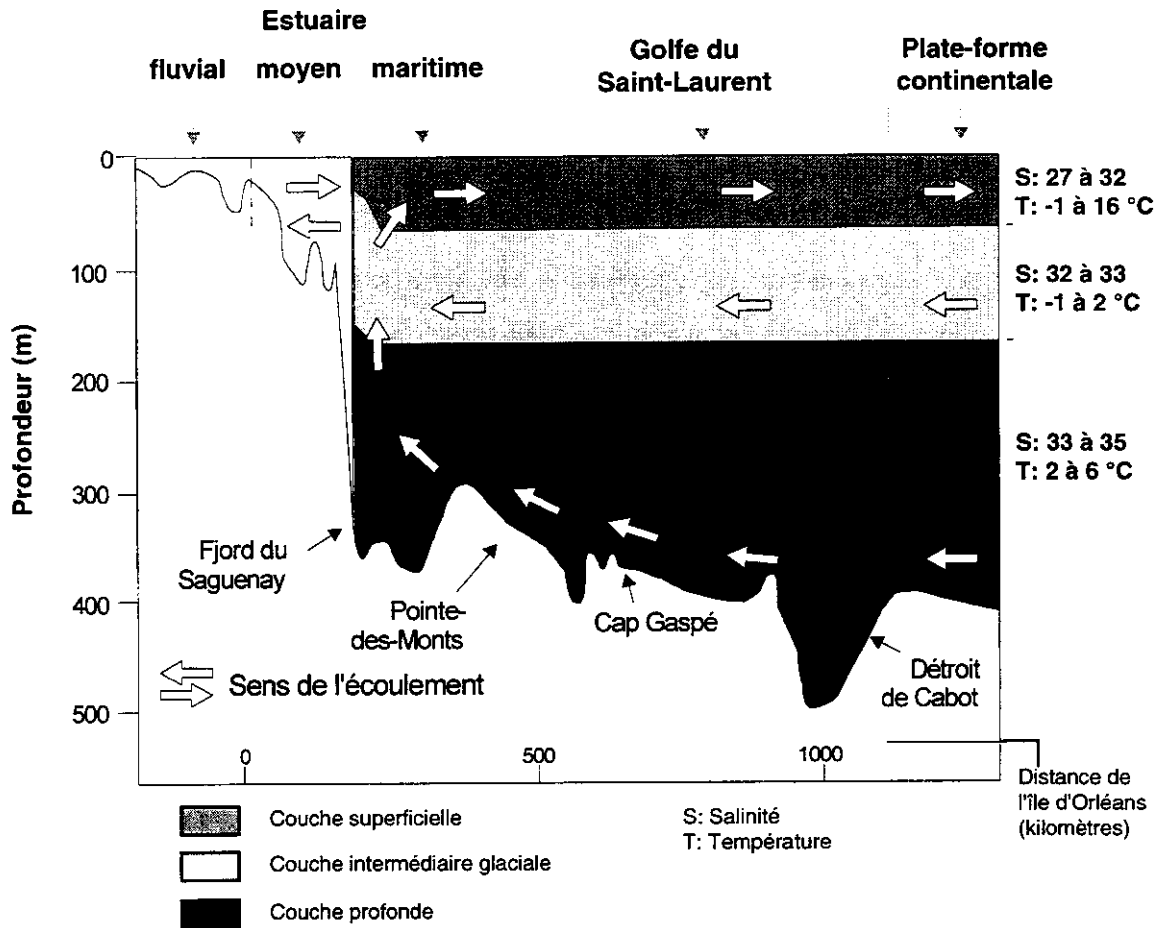 Estuaire
fluvial moyen maritime
Golfe du
Saint-Laurent
Plate-forme
continentale
Profondeur (m)
0
100
200
300
400
500
S: 27 à 32
T: -1 à 16 °C
S: 32 à 33
T: -1 à 2 °C
S: 33 à 35
T: 2 à 6 °C
Fjord du
Saguenay
Pointe-
des-Monts
Cap Gaspé
Détroit
de Cabot
Sens de l'écoulement
0 500 1000
Distance de
l'île d'Orléans
(kilomètres)
Couche superficielle
Couche intermédiaire glaciale
Couche profonde
S: Salinité
T: Température